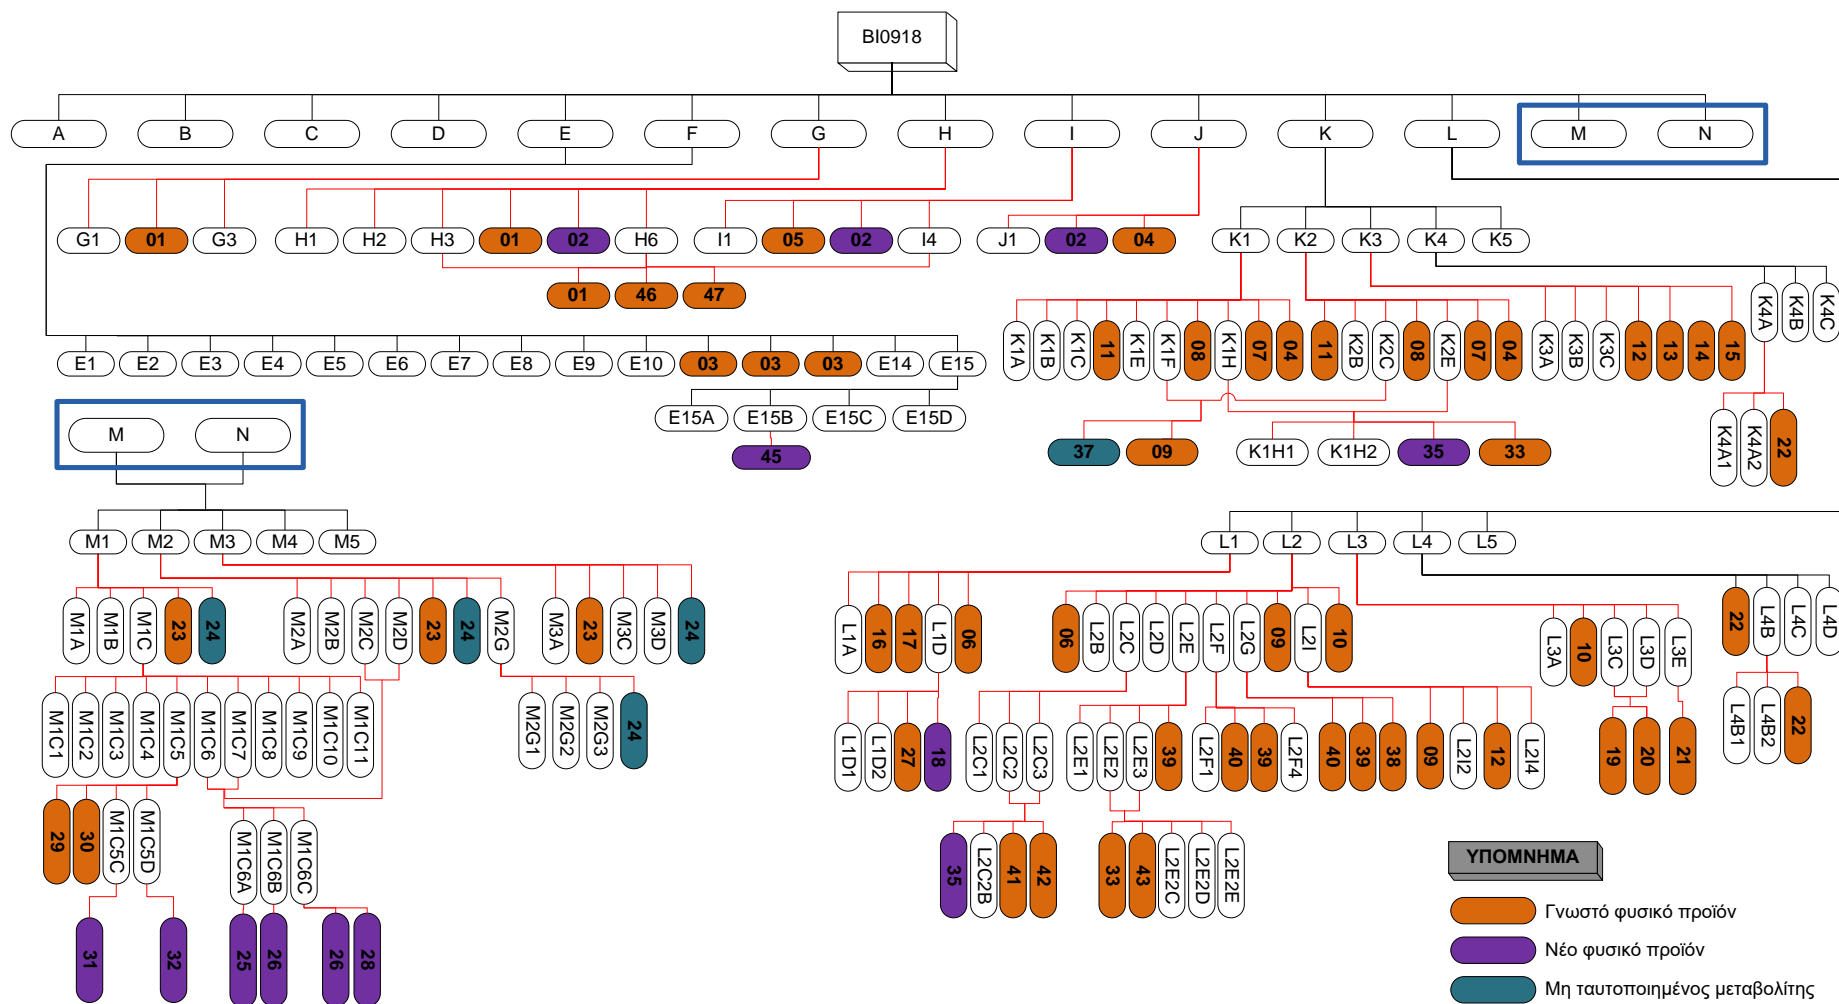 BI0918
A B C D E F G H I J K L M N
G1 01 G3 H1 H2 H3 01 02 H6 I1 05 02 I4 J1 02 04 K1 K2 K3 K4 K5
01 46 47
K1A K1B K1C 11 K1E K1F 08 K1H 07 04 11 K2B K2C 08 K2E 07 04 K3A K3B K3C 12 13 14 15 K4A K4B K4C
E1 E2 E3 E4 E5 E6 E7 E8 E9 E10 03 03 03 E14 E15
E15A E15B E15C E15D
45
37 09 K1H1 K1H2 35 33 K4A1 K4A2 22
M N
M1 M2 M3 M4 M5
L1 L2 L3 L4 L5
M1A M1B M1C 23 24 M2A M2B M2C M2D 23 24 M2G M3A 23 M3C M3D 24
L1A 16 17 L1D 06 06 L2B L2C L2D L2E L2F L2G 09 L2I 10 L3A 10 L3C L3D L3E 22 L4B L4C L4D
M1C1 M1C2 M1C3 M1C4 M1C5 M1C6 M1C7 M1C8 M1C9 M1C10 M1C11 M2G1 M2G2 M2G3 24
L1D1 L1D2 27 18 L2C1 L2C2 L2C3 L2E1 L2E2 L2E3 39 L2F1 40 39 L2F4 40 39 38 09 L2I2 12 L2I4 19 20 21 L4B1 L4B2 22
29 30 M1C5C M1C5D M1C6A M1C6B M1C6C
35 L2C2B 41 42 33 43 L2E2C L2E2D L2E2E
31 32 25 26 26 28
ΥΠΟΜΝΗΜΑ
Γνωστό φυσικό προϊόν
Νέο φυσικό προϊόν
Μη ταυτοποιημένος μεταβολίτης